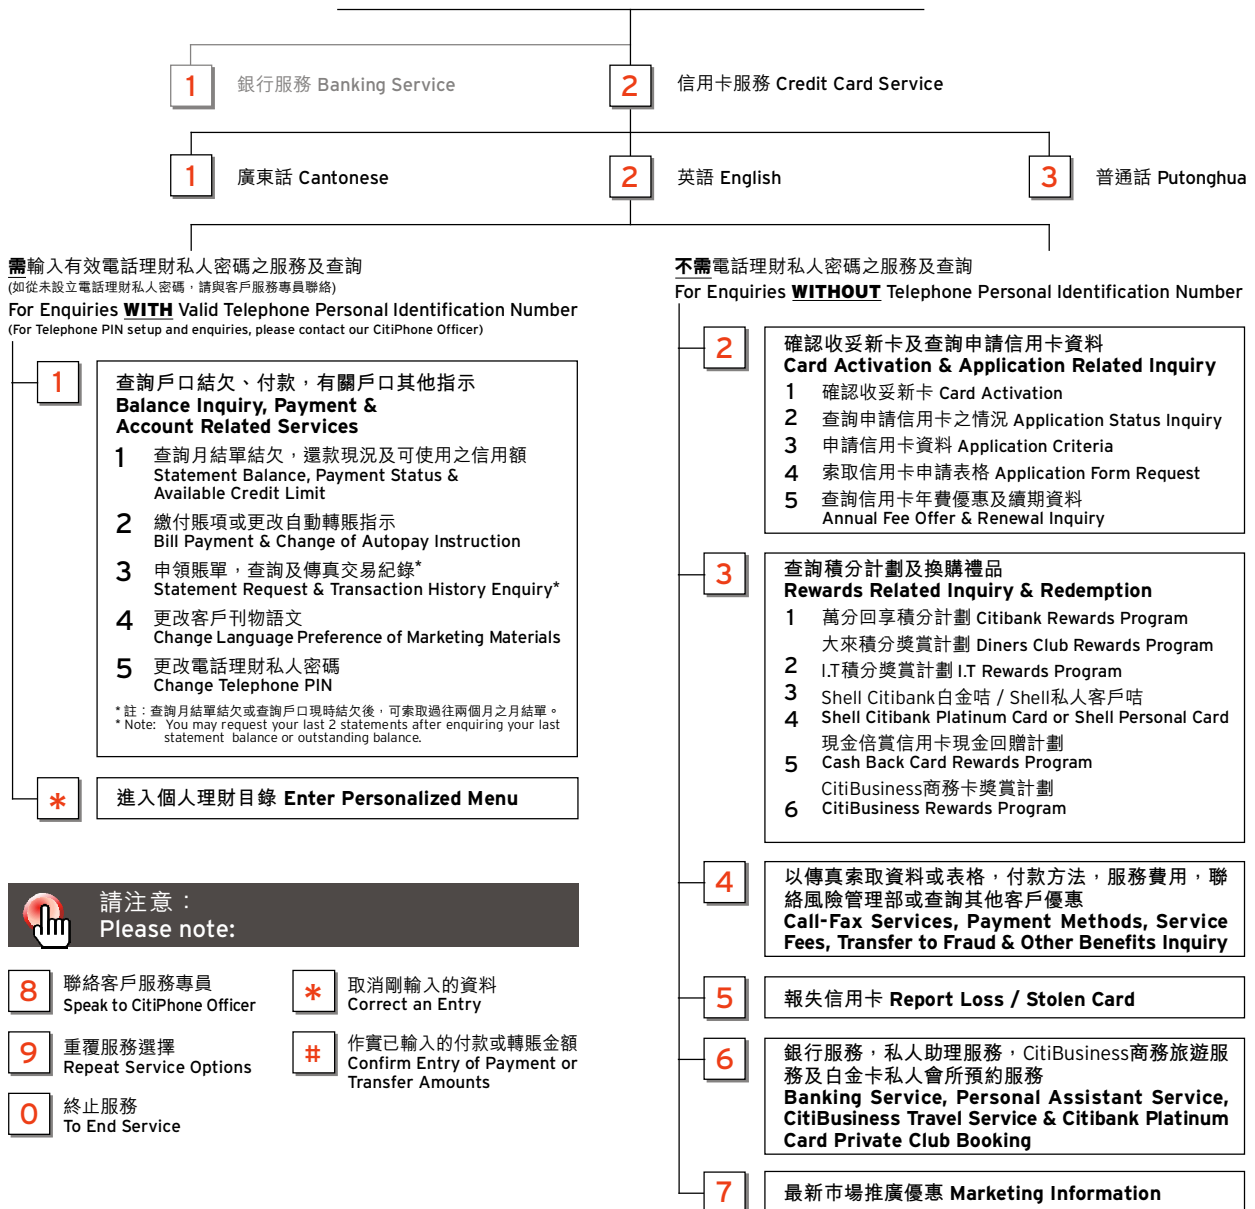 1 銀行服務 Banking Service
2 信用卡服務 Credit Card Service
1 廣東話 Cantonese
2 英語 English
3 普通話 Putonghua
需輸入有效電話理財私人密碼之服務及查詢
(如從未設立電話理財私人密碼，請與客戶服務專員聯絡)
For Enquiries WITH Valid Telephone Personal Identification Number
(For Telephone PIN setup and enquiries, please contact our CitiPhone Officer)
1
查詢戶口結欠、付款，有關戶口其他指示
Balance Inquiry, Payment &
Account Related Services
1 查詢月結單結欠，還款現況及可使用之信用額
Statement Balance, Payment Status &
Available Credit Limit
2 繳付賬項或更改自動轉賬指示
Bill Payment & Change of Autopay Instruction
3 申領賬單，查詢及傳真交易紀錄*
Statement Request & Transaction History Enquiry*
4 更改客戶刊物語文
Change Language Preference of Marketing Materials
5 更改電話理財私人密碼
Change Telephone PIN
* 註：查詢月結單結欠或查詢戶口現時結欠後，可索取過往兩個月之月結單。
* Note: You may request your last 2 statements after enquiring your last
statement balance or outstanding balance.
* 進入個人理財目錄 Enter Personalized Menu
請注意：
Please note:
8 聯絡客戶服務專員
Speak to CitiPhone Officer
9 重覆服務選擇
Repeat Service Options
0 終止服務
To End Service
* 取消剛輸入的資料
Correct an Entry
# 作實已輸入的付款或轉賬金額
Confirm Entry of Payment or
Transfer Amounts
不需電話理財私人密碼之服務及查詢
For Enquiries WITHOUT Telephone Personal Identification Number
2
確認收妥新卡及查詢申請信用卡資料
Card Activation & Application Related Inquiry
1 確認收妥新卡 Card Activation
2 查詢申請信用卡之情況 Application Status Inquiry
3 申請信用卡資料 Application Criteria
4 索取信用卡申請表格 Application Form Request
5 查詢信用卡年費優惠及續期資料
Annual Fee Offer & Renewal Inquiry
3
查詢積分計劃及換購禮品
Rewards Related Inquiry & Redemption
1 萬分回享積分計劃 Citibank Rewards Program
大來積分獎賞計劃 Diners Club Rewards Program
2 I.T積分獎賞計劃 I.T Rewards Program
3 Shell Citibank白金咭 / Shell私人客戶咭
4 Shell Citibank Platinum Card or Shell Personal Card
現金倍賞信用卡現金回贈計劃
5 Cash Back Card Rewards Program
CitiBusiness商務卡獎賞計劃
6 CitiBusiness Rewards Program
4
以傳真索取資料或表格，付款方法，服務費用，聯
絡風險管理部或查詢其他客戶優惠
Call-Fax Services, Payment Methods, Service
Fees, Transfer to Fraud & Other Benefits Inquiry
5 報失信用卡 Report Loss / Stolen Card
6
銀行服務，私人助理服務，CitiBusiness商務旅遊服
務及白金卡私人會所預約服務
Banking Service, Personal Assistant Service,
CitiBusiness Travel Service & Citibank Platinum
Card Private Club Booking
7 最新市場推廣優惠 Marketing Information